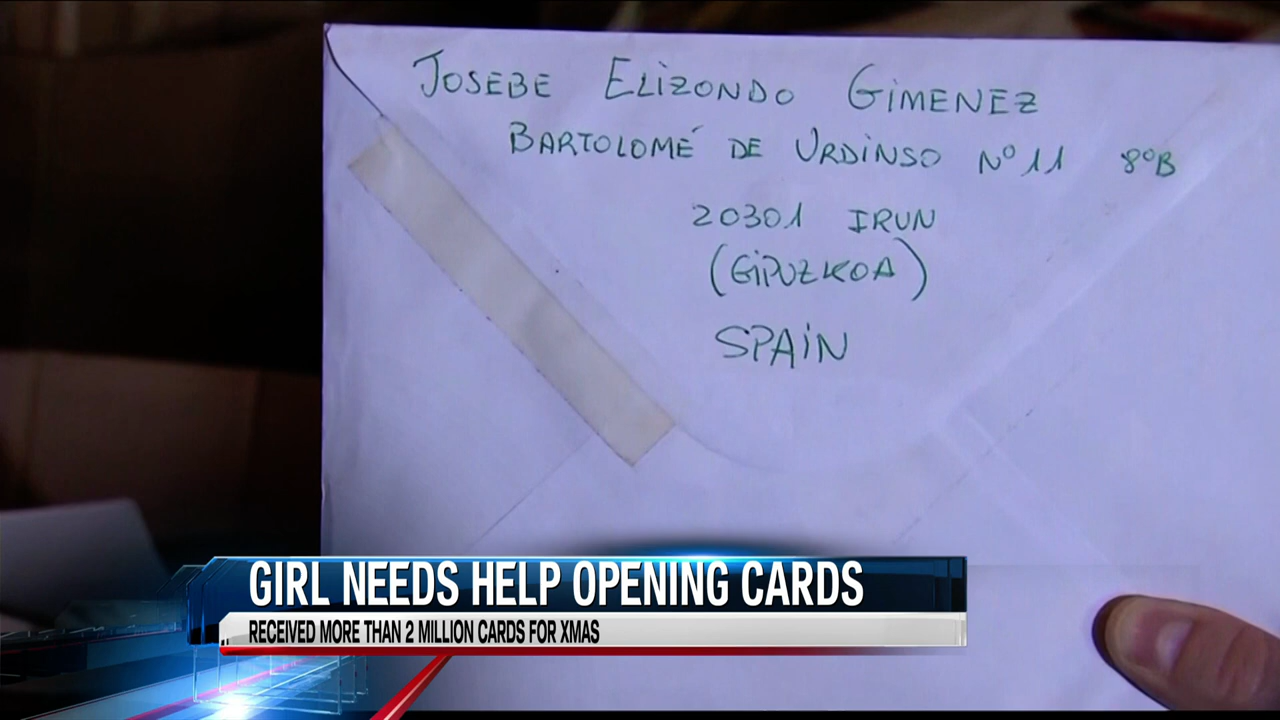 JOSEBE ELIZONDO GIMENEZ
BARTOLOMÉ DE URDINSO Nº 11 8ºB
20301 IRUN
(GIPUZKOA)
SPAIN
GIRL NEEDS HELP OPENING CARDS
RECEIVED MORE THAN 2 MILLION CARDS FOR XMAS